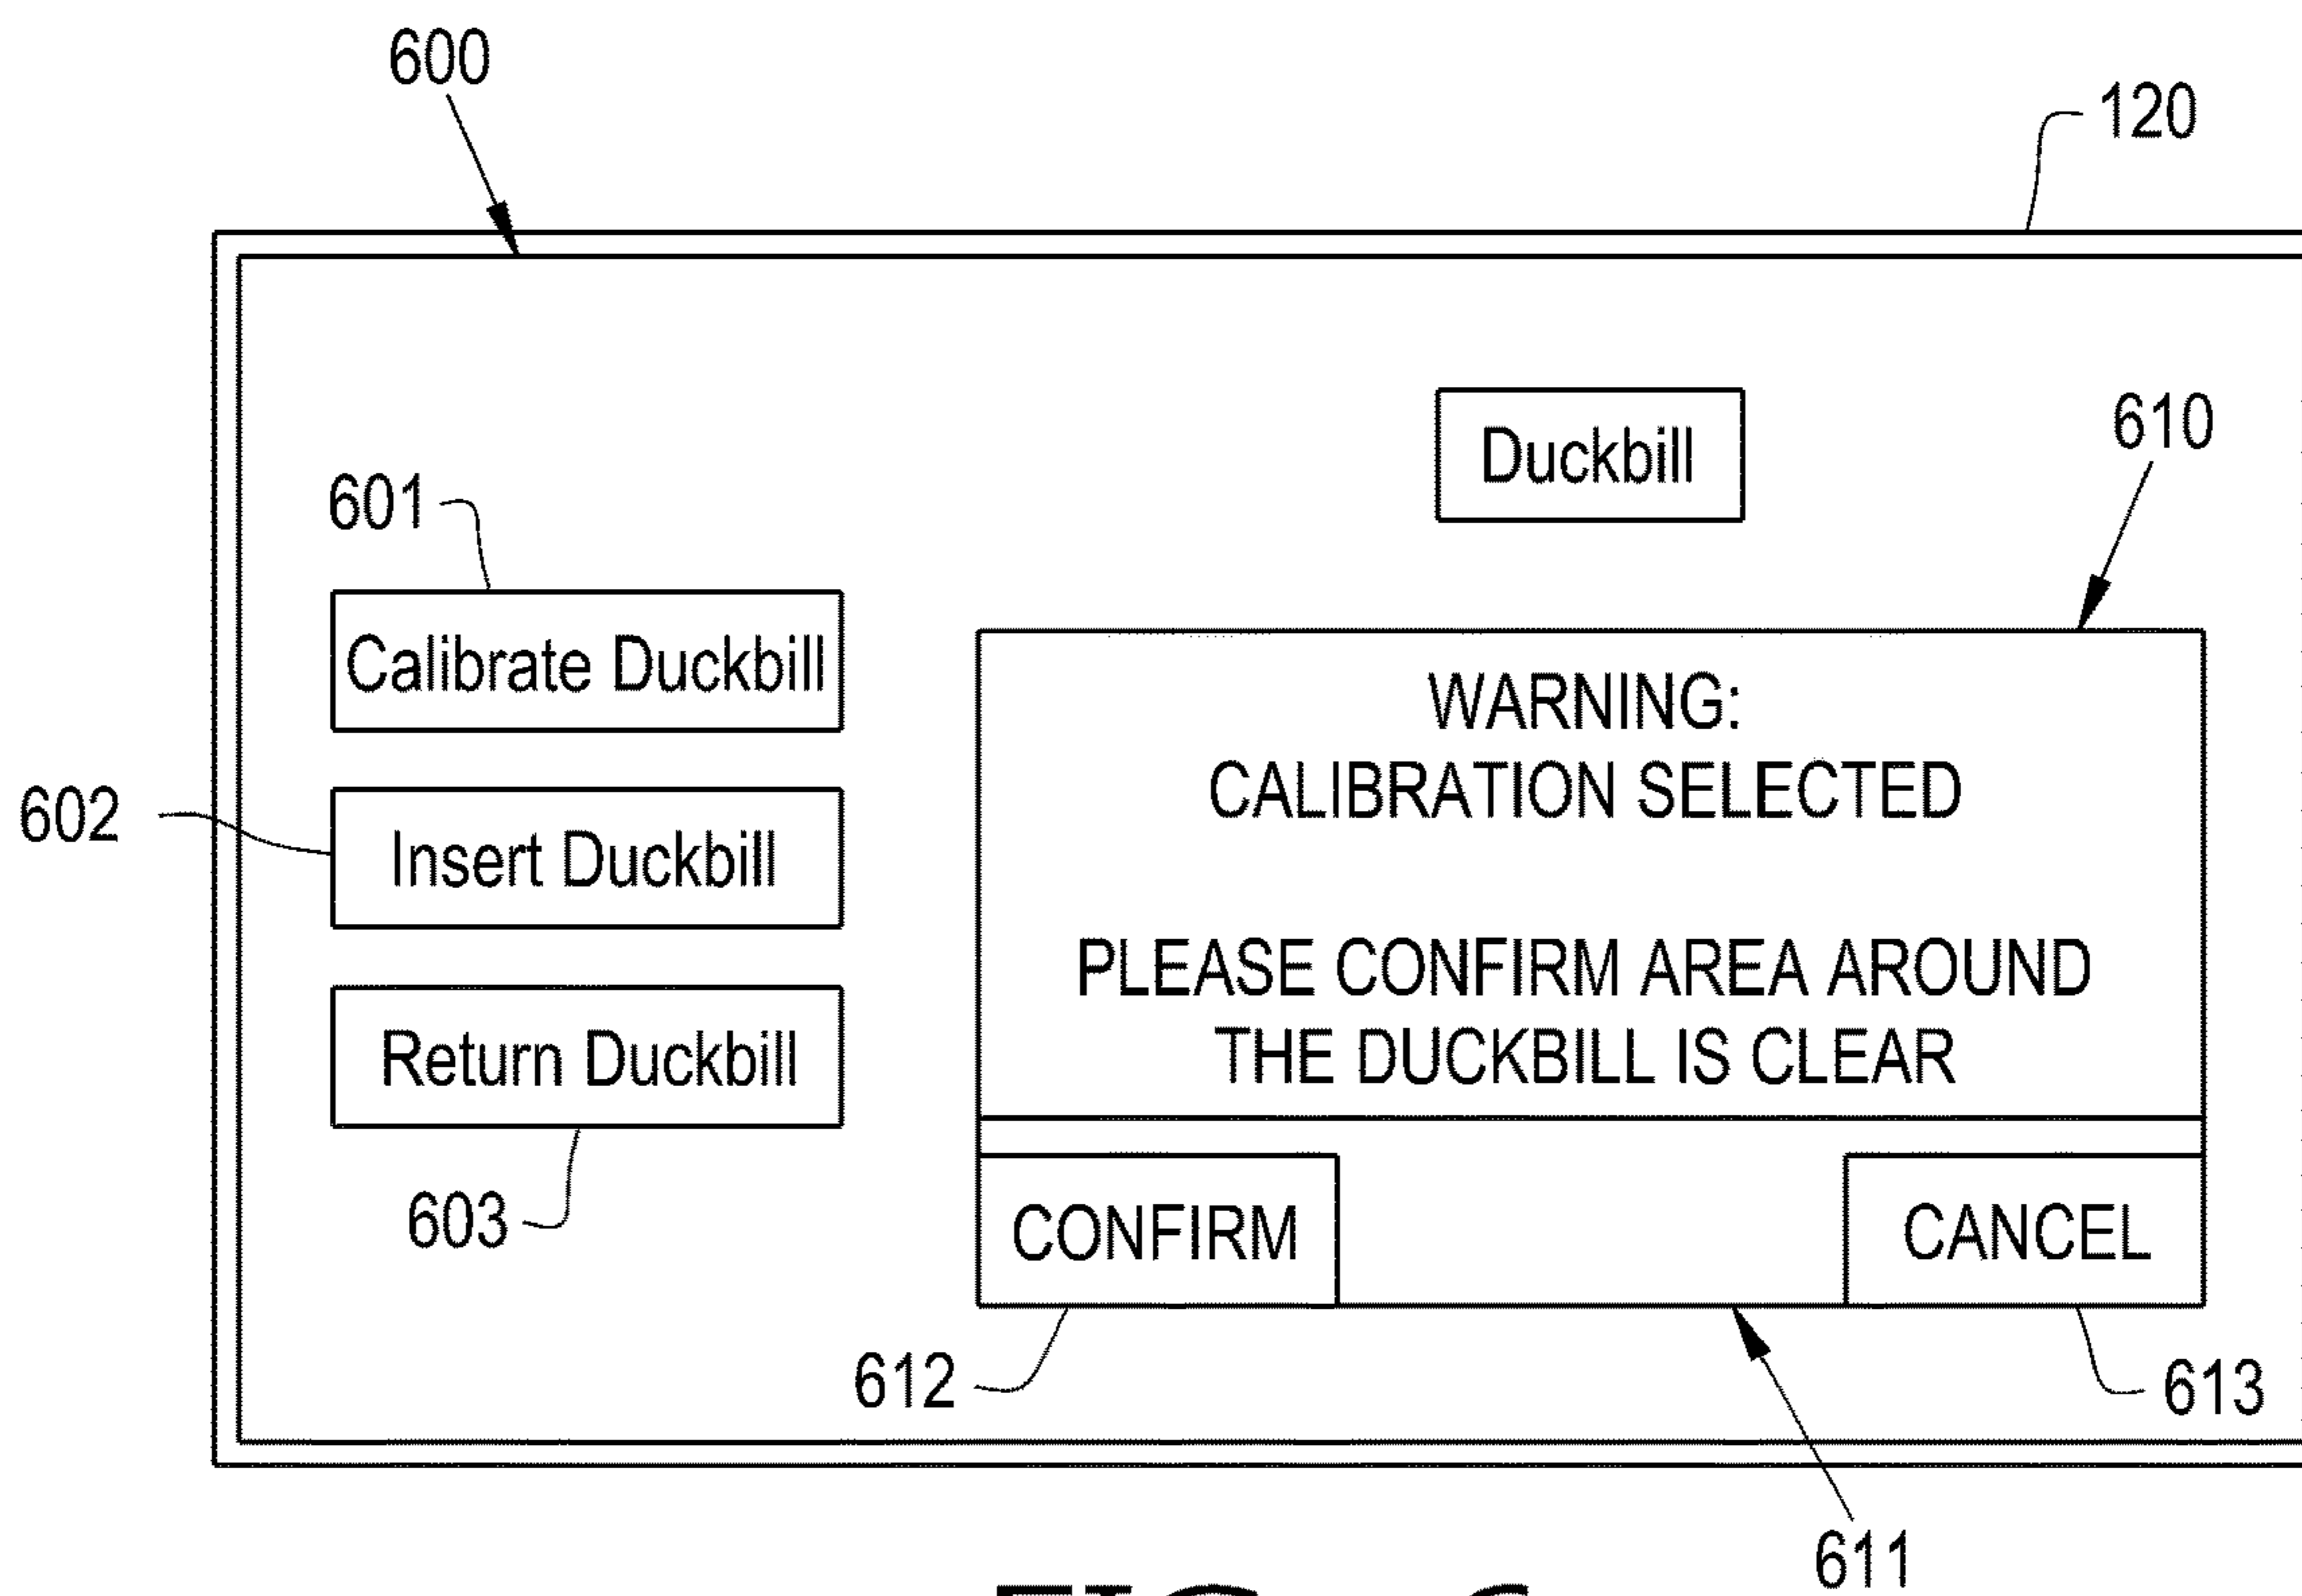 600
120
Duckbill
610
601
Calibrate Duckbill
WARNING:
CALIBRATION SELECTED
602
Insert Duckbill
PLEASE CONFIRM AREA AROUND
THE DUCKBILL IS CLEAR
Return Duckbill
603
CONFIRM
CANCEL
612
613
611